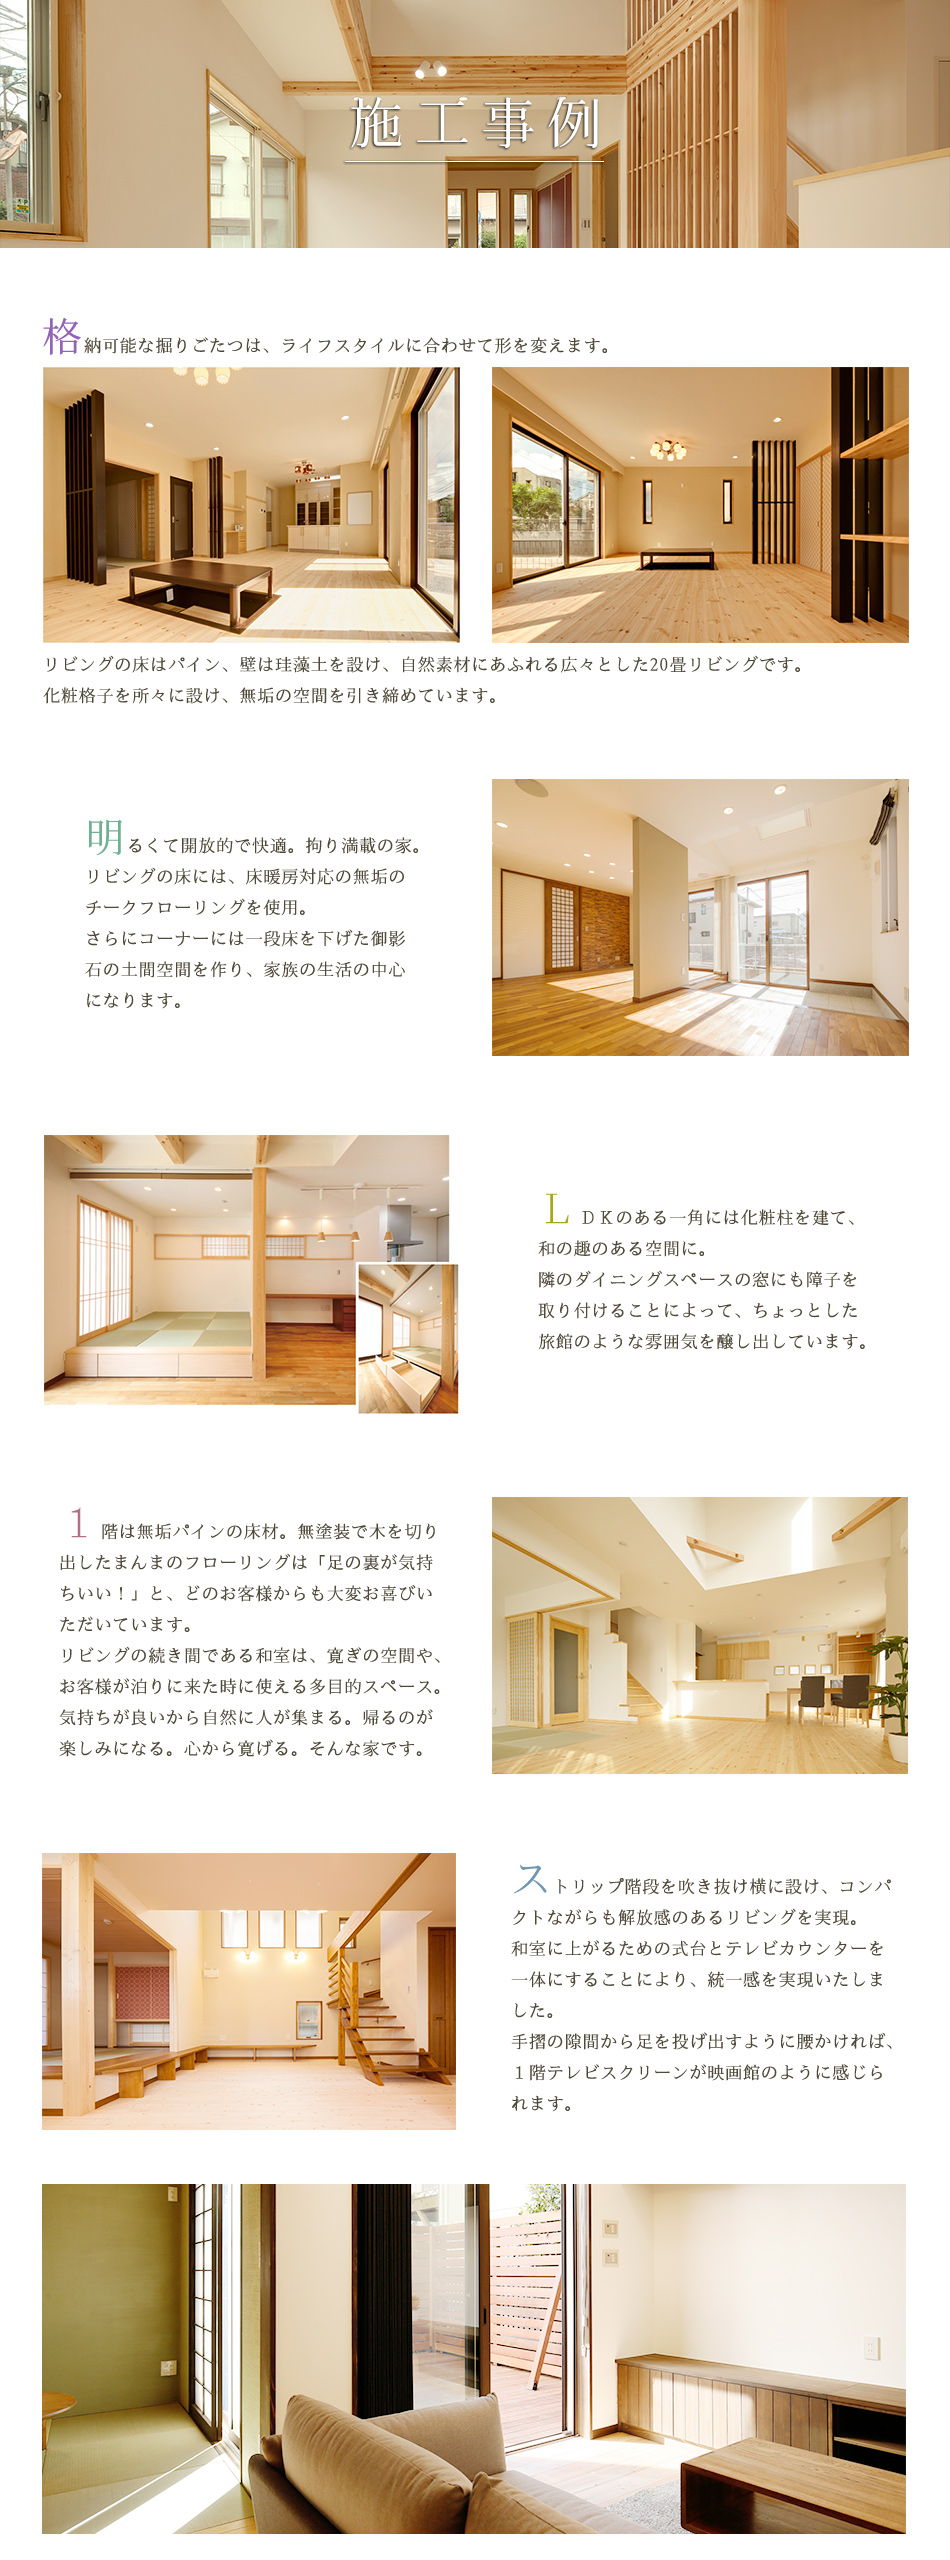 施工事例
格納可能な掘りごたつは、ライフスタイルに合わせて形を変えます。
リビングの床はパイン、壁は珪藻土を設け、自然素材にあふれる広々とした20畳リビングです。
化粧格子を所々に設け、無垢の空間を引き締めています。
明るくて開放的で快適。拘り満載の家。
リビングの床には、床暖房対応の無垢の
チークフローリングを使用。
さらにコーナーには一段床を下げた御影
石の土間空間を作り、家族の生活の中心
になります。
ＬＤＫのある一角には化粧柱を建て、
和の趣のある空間に。
隣のダイニングスペースの窓にも障子を
取り付けることによって、ちょっとした
旅館のような雰囲気を醸し出しています。
１階は無垢パインの床材。無塗装で木を切り
出したまんまのフローリングは「足の裏が気持
ちいい！」と、どのお客様からも大変お喜びい
ただいています。
リビングの続き間である和室は、寛ぎの空間や、
お客様が泊りに来た時に使える多目的スペース。
気持ちが良いから自然に人が集まる。帰るのが
楽しみになる。心から寛げる。そんな家です。
ストリップ階段を吹き抜け横に設け、コンパ
クトながらも解放感のあるリビングを実現。
和室に上がるための式台とテレビカウンターを
一体にすることにより、統一感を実現いたしま
した。
手摺の隙間から足を投げ出すように腰かければ、
１階テレビスクリーンが映画館のように感じら
れます。